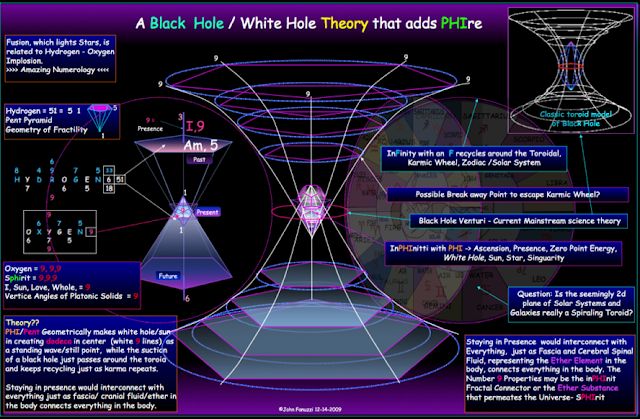 A Black Hole / White Hole Theory that adds PHIre
Fusion, which lights Stars, is
related to Hydrogen - Oxygen
Implosion.
>>>> Amazing Numerology <<<<
Hydrogen = 51 = 5 1
Pent Pyramid
Geometry of Fractility
5
1
8 4 9 5 33
H Y D R O G E N 6 51
7 6 18
9
6 7 5
O X Y G E N 9
6 7 5
9
Oxygen = 9, 9,9
Sphirit = 9,9,9
I, Sun, Love, Whole, = 9
Vertice Angles of Platonic Solids = 9
Theory??
PHI/Pent Geometrically makes white hole/sun
in creating dodeca in center (white 9 lines) as
a standing wave/still point, while the suction
of a black hole just passes around the toroid
and keeps recycling just as karma repeats.
Staying in presence would interconnect with
everything just as fascia/ cranial fluid/ether in
the body connects everything in the body.
9 =
Presence
3
I,9
Am, 5
Past
1
Present
1
Future
6
9
9
9
9
Classic toroid model
of Black Hole
InFinity with an F recycles around the Toroidal,
Karmic Wheel, Zodiac /Solar System
Possible Break away Point to escape Karmic Wheel?
Black Hole Venturi - Current Mainstream science theory
InPHInitti with PHI -> Ascension, Presence, Zero Point Energy,
White Hole, Sun, Star, Singuarity
Question: Is the seemingly 2d
plane of Solar Systems and
Galaxies really a Spiraling Toroid?
SAGITTARIUS
LEO
CANCER
Staying in Presence would interconnect with
Everything, just as Fascia and Cerebral Spinal
Fluid, representing the Ether Element in the
body, connects everything in the body. The
Number 9 Properties may be the inPHInit
Fractal Connector or the Ether Substance
that permeates the Universe- SPHIrit
©John Fanuzzi 12-14-2009